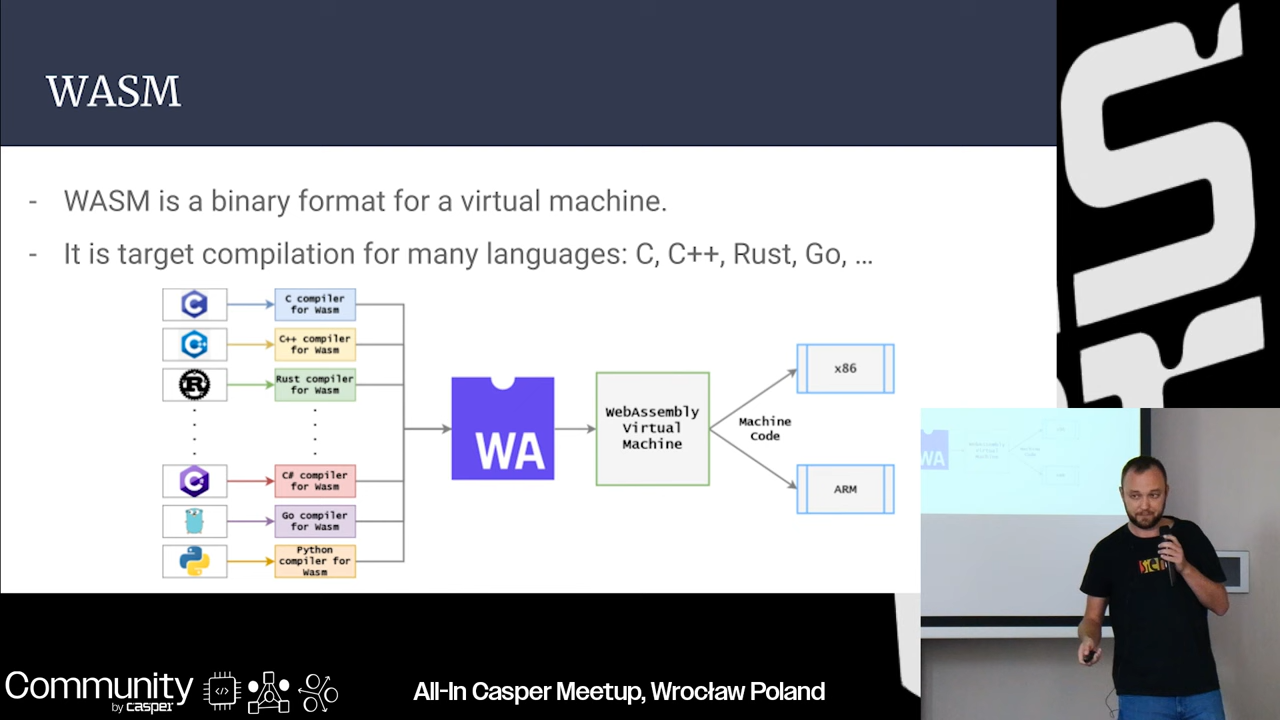 WASM
- WASM is a binary format for a virtual machine.
- It is target compilation for many languages: C, C++, Rust, Go, ...
C
C compiler
for Wasm
C++
C++ compiler
for Wasm
R
Rust compiler
for Wasm
C#
C# compiler
for Wasm
Go compiler
for Wasm
Python
compiler for
Wasm
WA
WebAssembly
Virtual
Machine
Machine
Code
x86
ARM
WA
Community
by casper
All-In Casper Meetup, Wrocław Poland